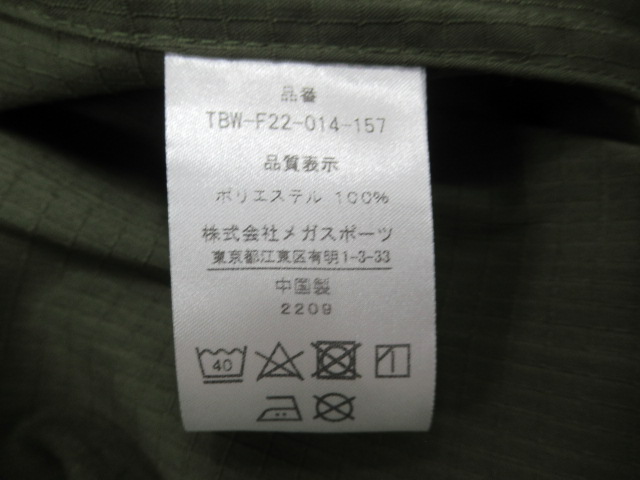 品番
TBW-F22-014-157
品質表示
ポリエステル 100%
株式会社メガスポーツ
東京都江東区有明1-3-33
中国製
2209
40